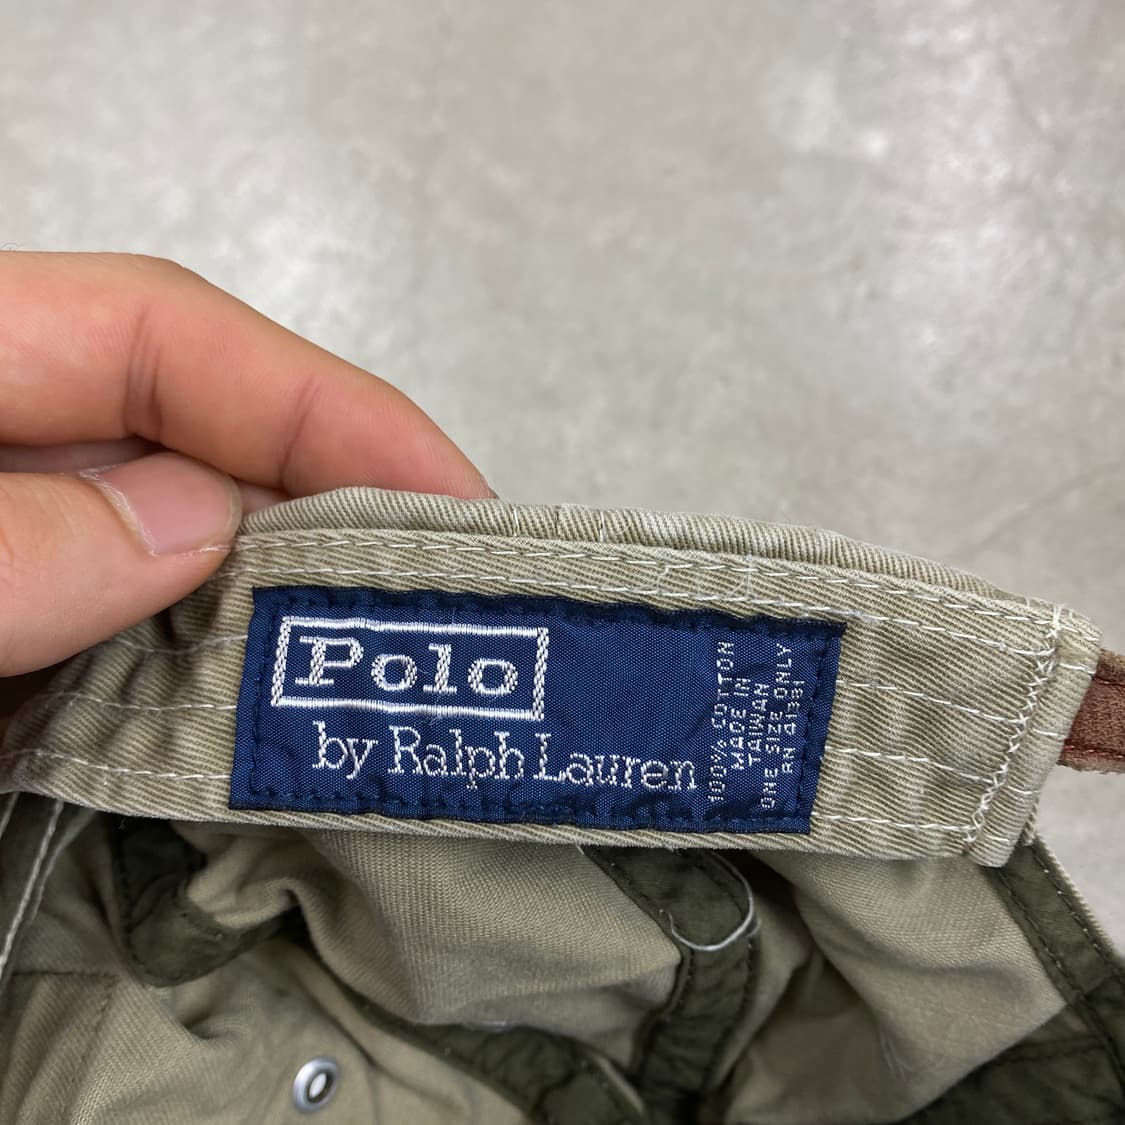 Polo
by Ralph Lauren
100% COTTON
MADE IN
TAIWAN
ONE SIZE ONLY
RN 41381